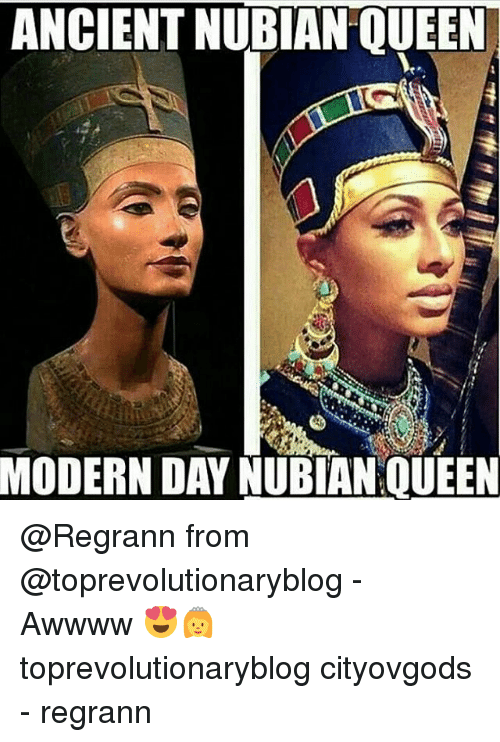 ANCIENT NUBIAN QUEEN
MODERN DAY NUBIAN QUEEN
@Regrann from
@toprevolutionaryblog -
Awwww 😍👸
toprevolutionaryblog cityovgods
- regrann